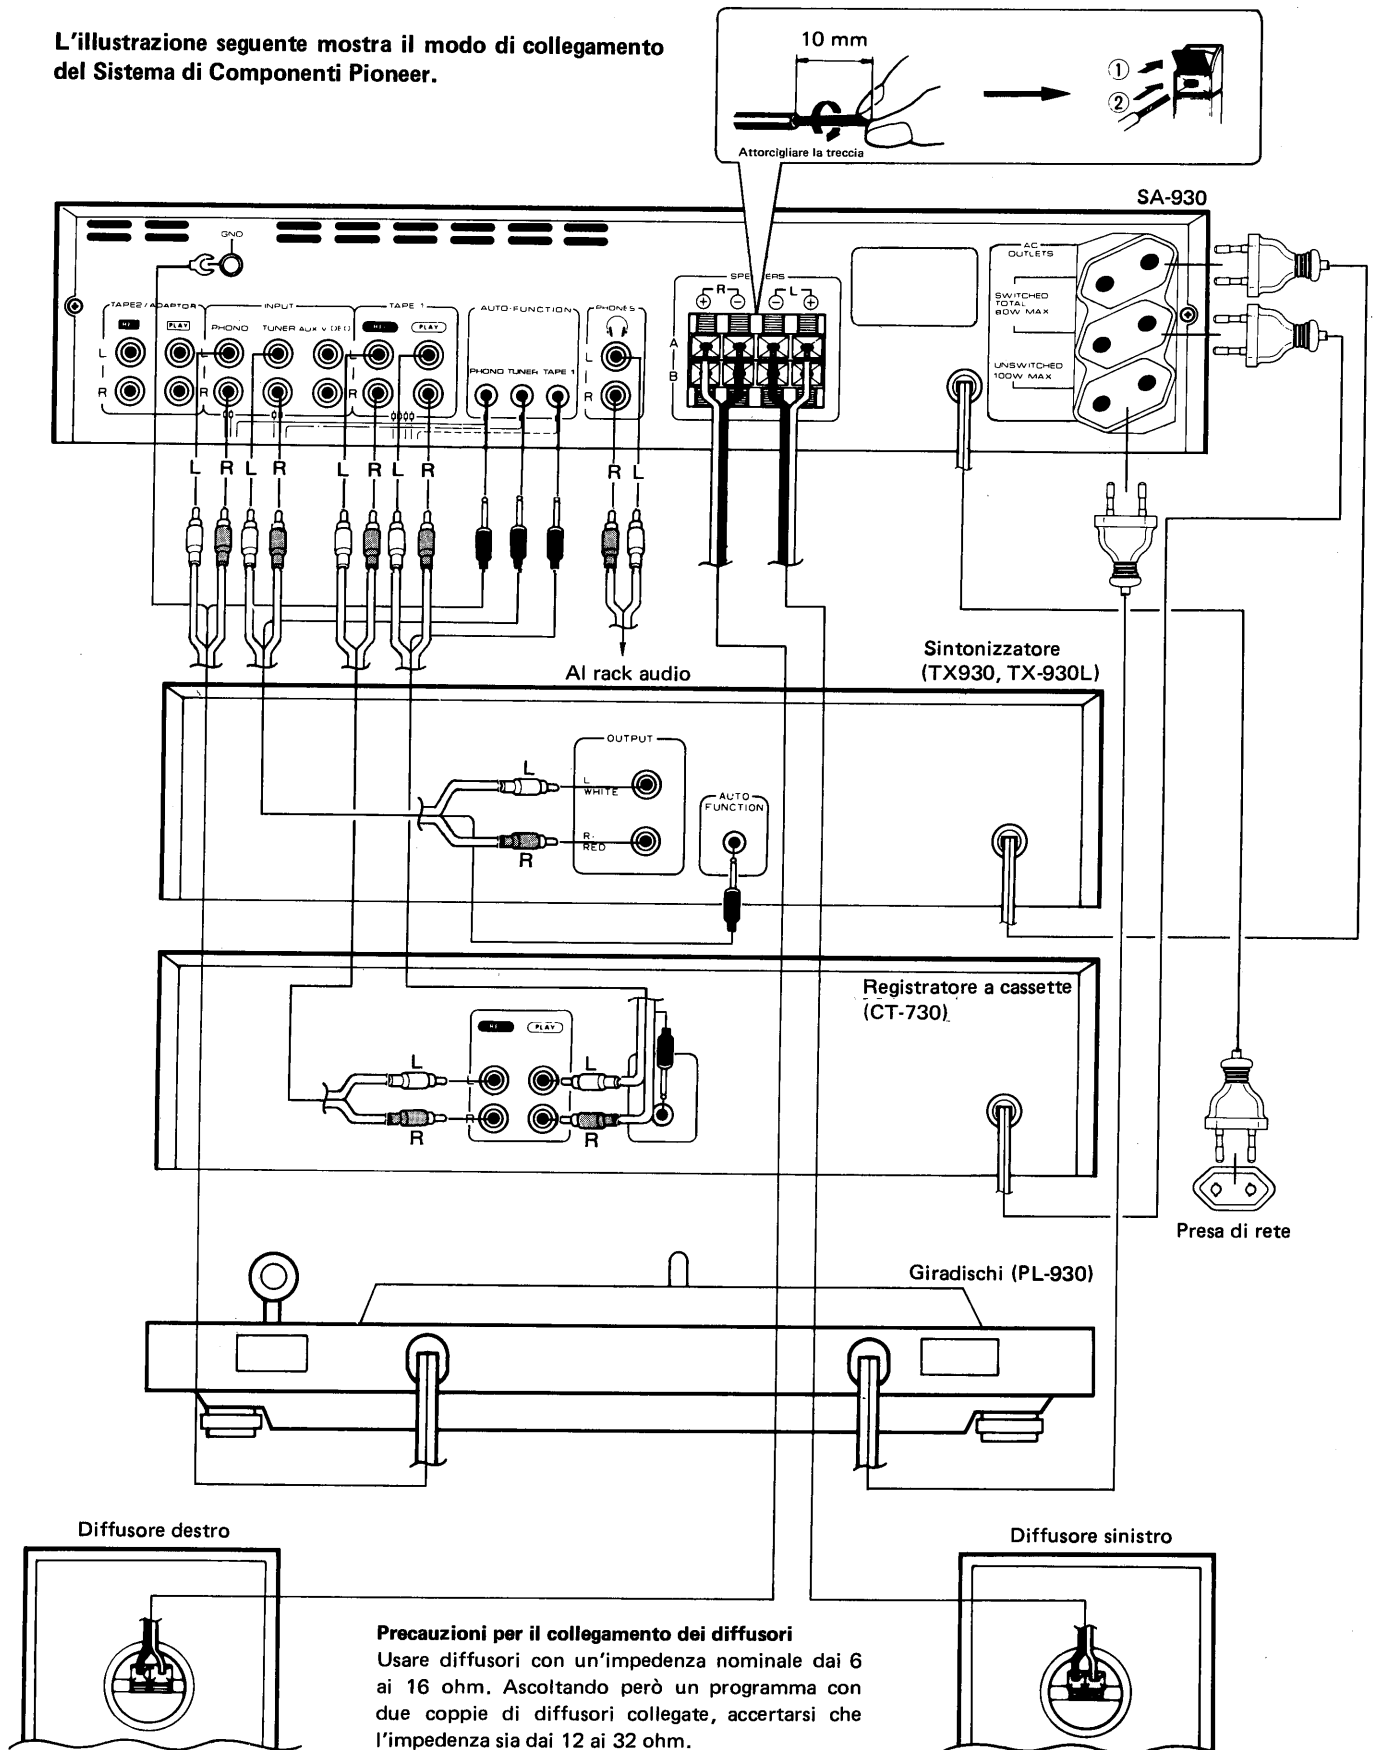 L'illustrazione seguente mostra il modo di collegamento
del Sistema di Componenti Pioneer.
10 mm
① 
②
Attorcigliare la treccia
SA-930
GND
AC
OUTLETS
SWITCHED
TOTAL
80W MAX
UNSWITCHED
100W MAX
SPEAKERS
R
L
A
B
TAPE2/ADAPTOR
PLAY
INPUT
PHONO
TUNER
AUX
TAPE 1
PLAY
AUTO-FUNCTION
PHONO TUNER TAPE 1
PHONES
L
R
L
R
L
R
L
R
L R L R L R L R R L
Al rack audio
Sintonizzatore
(TX930, TX-930L)
OUTPUT
L
L
WHITE
R
RED
R
AUTO
FUNCTION
Registratore a cassette
(CT-730)
PLAY
L
L
L
R
R
R
Presa di rete
Giradischi (PL-930)
Diffusore destro
Diffusore sinistro
Precauzioni per il collegamento dei diffusori
Usare diffusori con un'impedenza nominale dai 6
ai 16 ohm. Ascoltando però un programma con
due coppie di diffusori collegate, accertarsi che
l'impedenza sia dai 12 ai 32 ohm.